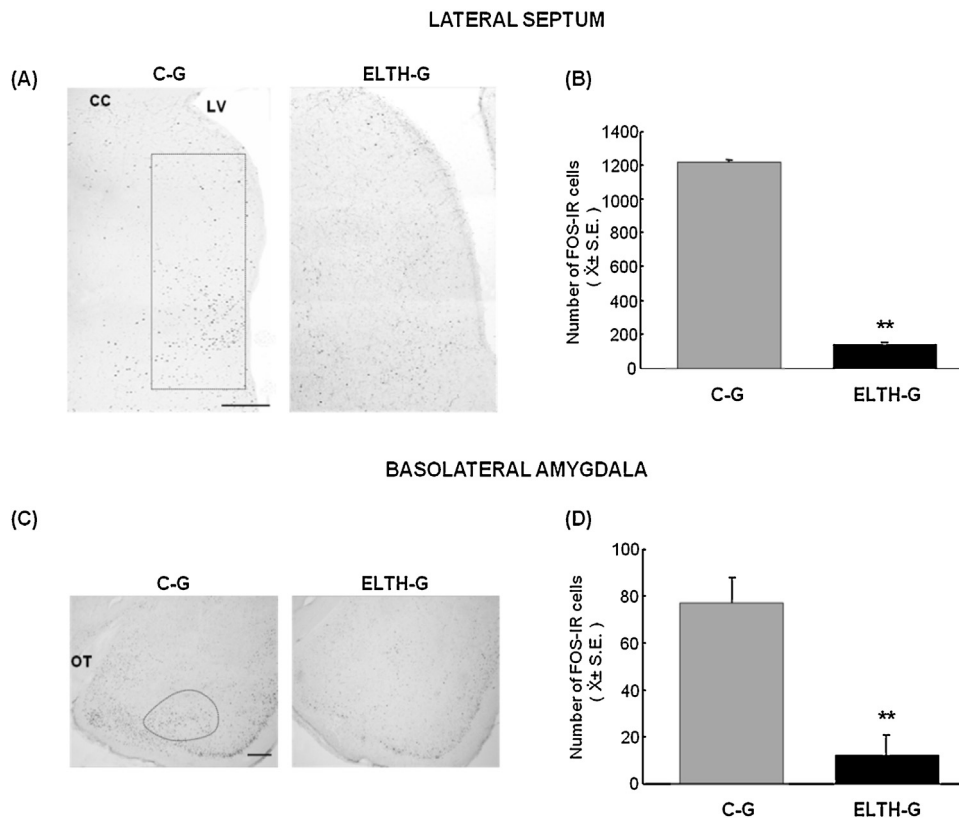 LATERAL SEPTUM
(A)
C-G
ELTH-G
CC
LV
(B)
Number of FOS-IR cells
( Ẍ± S.E. )
1400
1200
1000
800
600
400
200
0
**
C-G
ELTH-G
BASOLATERAL AMYGDALA
(C)
C-G
ELTH-G
OT
(D)
Number of FOS-IR cells
( Ẍ± S.E. )
100
80
60
40
20
0
**
C-G
ELTH-G